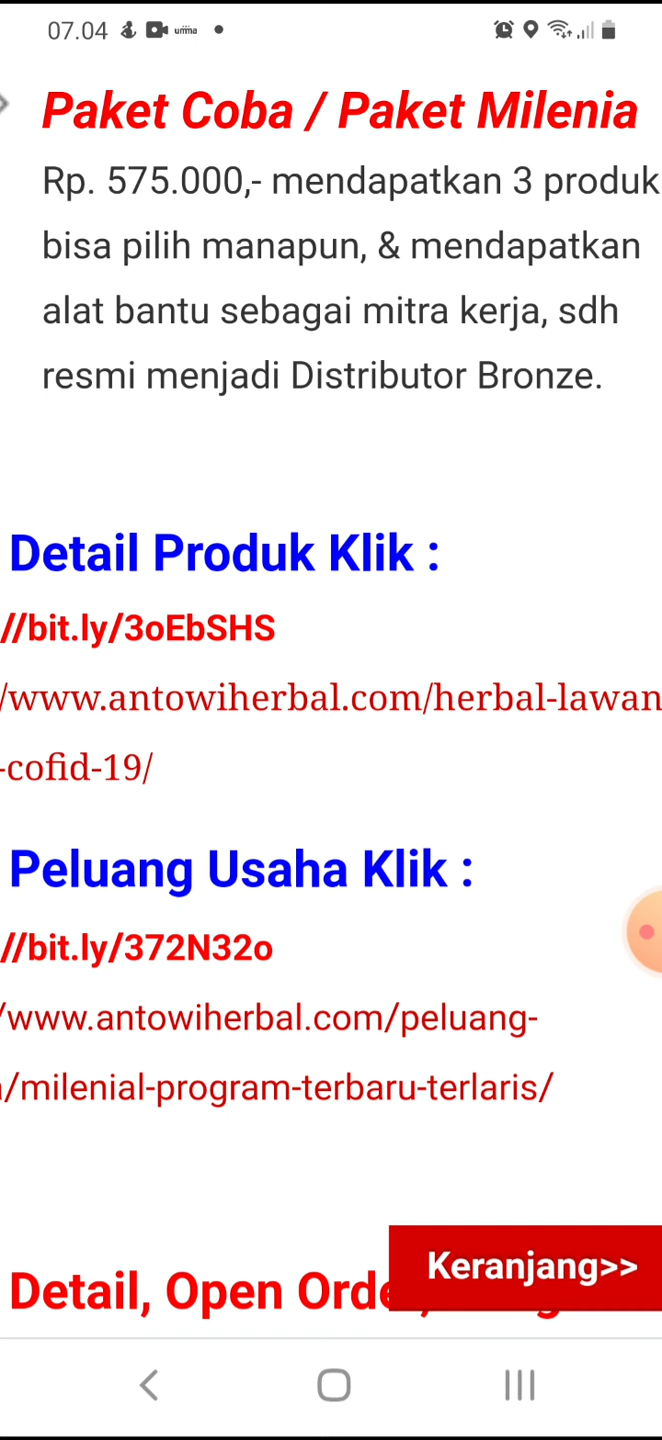 07.04
Paket Coba / Paket Milenia
Rp. 575.000,- mendapatkan 3 produk
bisa pilih manapun, & mendapatkan
alat bantu sebagai mitra kerja, sdh
resmi menjadi Distributor Bronze.
Detail Produk Klik :
//bit.ly/3oEbSHS
/www.antowiherbal.com/herbal-lawan
-cofid-19/
Peluang Usaha Klik :
//bit.ly/372N32o
/www.antowiherbal.com/peluang-
/milenial-program-terbaru-terlaris/
Keranjang>>
Detail, Open Orde